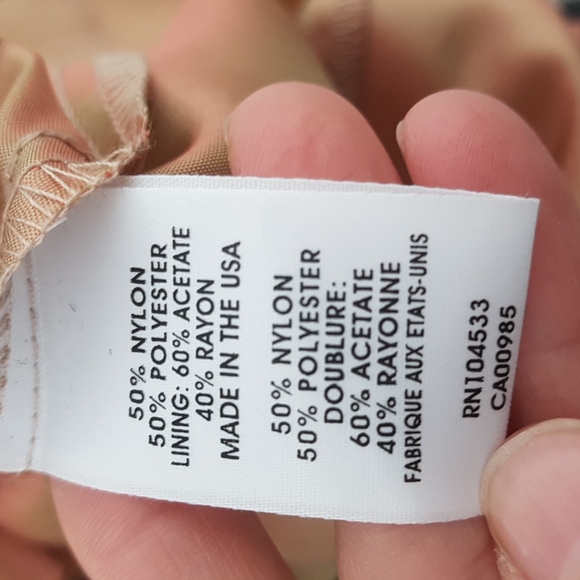 50% NYLON
50% POLYESTER
LINING: 60% ACETATE
40% RAYON
MADE IN THE USA
50% NYLON
50% POLYESTER
DOUBLURE:
60% ACETATE
40% RAYONNE
FABRIQUE AUX ETATS-UNIS
RN104533
CA00985